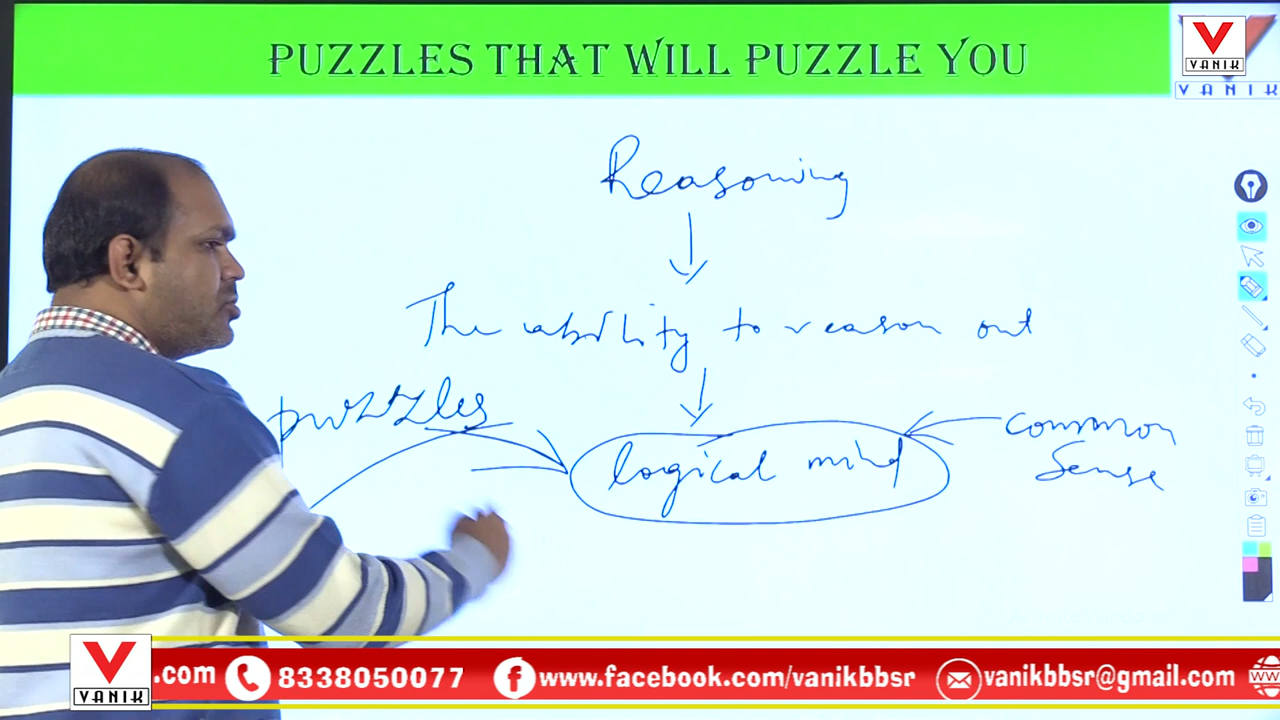 PUZZLES THAT WILL PUZZLE YOU
VANIK
VANIK
Reasoning
The ability to reason out
puzzles
logical mind
common
sense
VANIK
.com 8338050077 www.facebook.com/vanikbbsr vanikbbsr@gmail.com